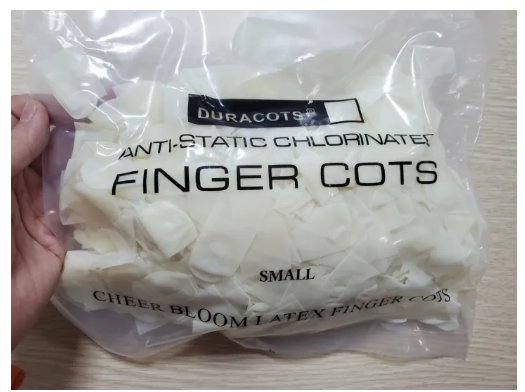 DURACOTS®
ANTI-STATIC CHLORINATED
FINGER COTS
SMALL
CHEER BLOOM LATEX FINGER COTS